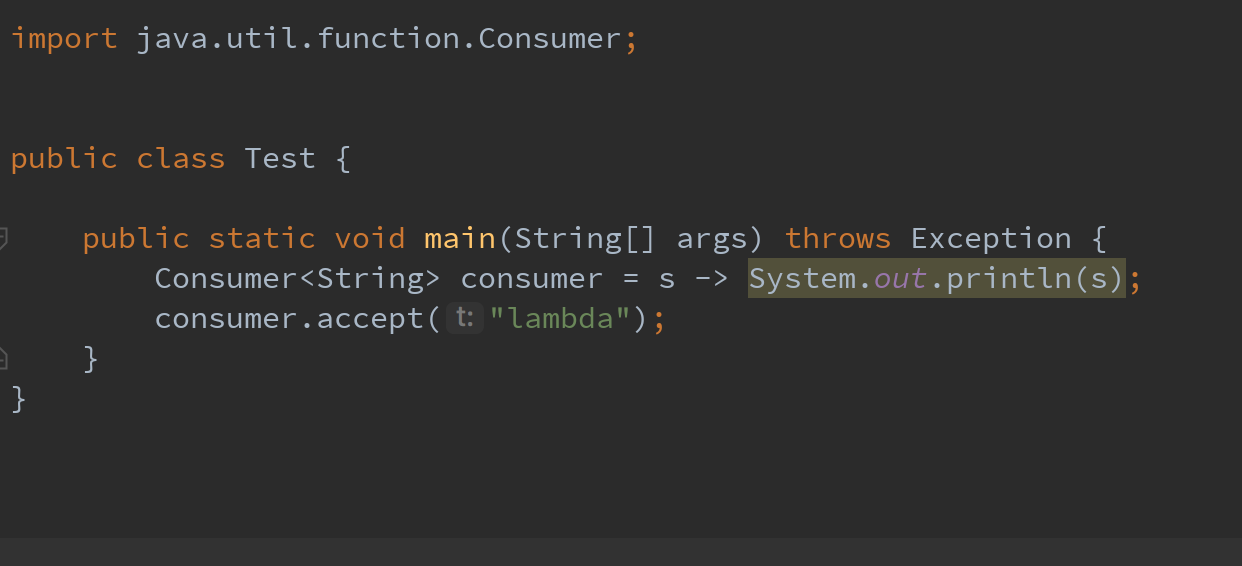 import java.util.function.Consumer;
public class Test {
public static void main(String[] args) throws Exception {
Consumer<String> consumer = s -> System.out.println(s);
consumer.accept( t: "lambda");
}
}